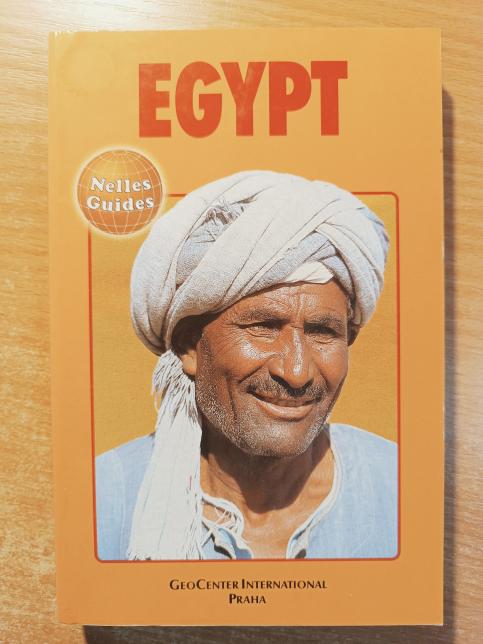 EGYPT
Nelles
Guides
GEOCENTER INTERNATIONAL
PRAHA